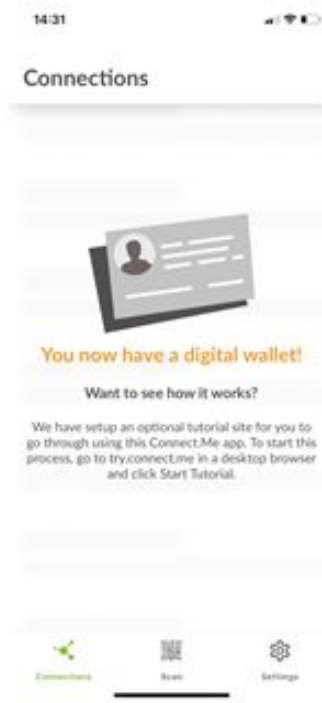 14:31
Connections
You now have a digital wallet!
Want to see how it works?
We have setup an optional tutorial site for you to
go through using this Connect.Me app. To start this
process, go to try.connect.me in a desktop browser
and click Start Tutorial.
Connections Scan Settings